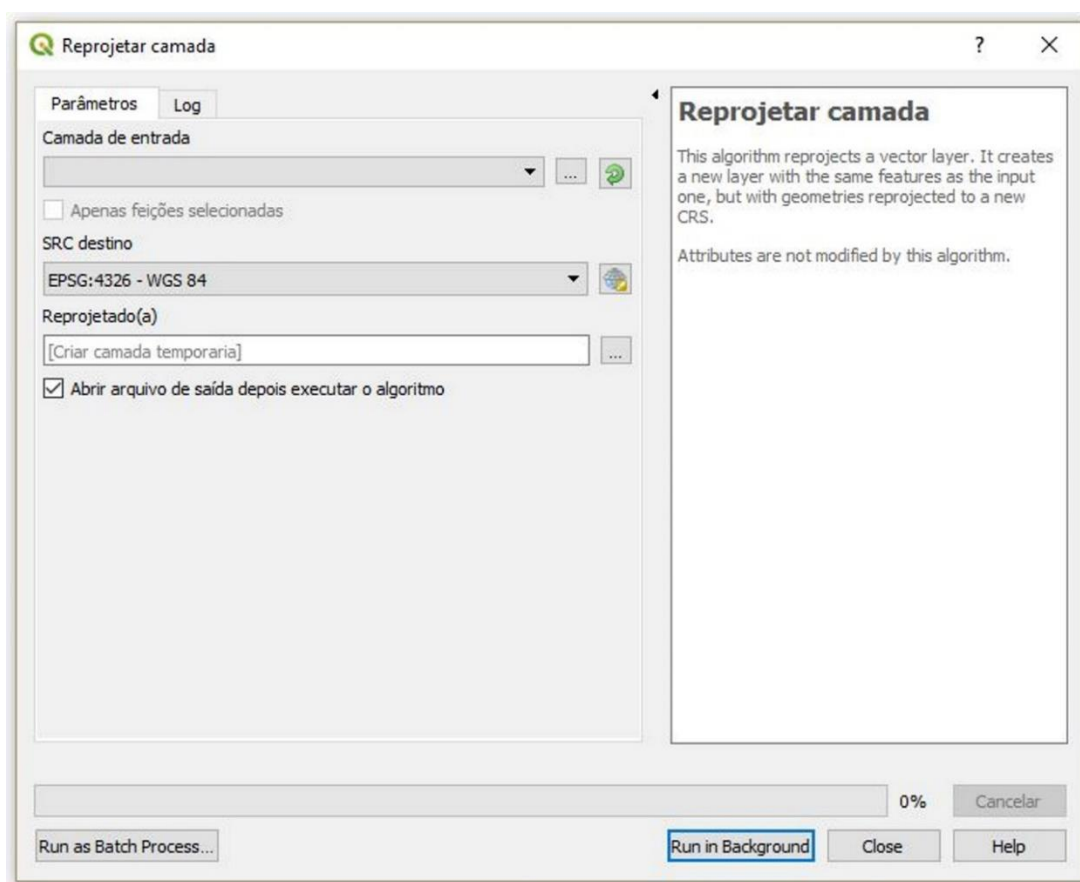 Reprojetar camada
?
Parâmetros
Log
Camada de entrada
...
Apenas feições selecionadas
SRC destino
EPSG:4326 - WGS 84
Reprojetado(a)
[Criar camada temporaria]
...
Abrir arquivo de saída depois executar o algoritmo
Reprojetar camada
This algorithm reprojects a vector layer. It creates
a new layer with the same features as the input
one, but with geometries reprojected to a new
CRS.
Attributes are not modified by this algorithm.
0%
Cancelar
Run as Batch Process...
Run in Background
Close
Help